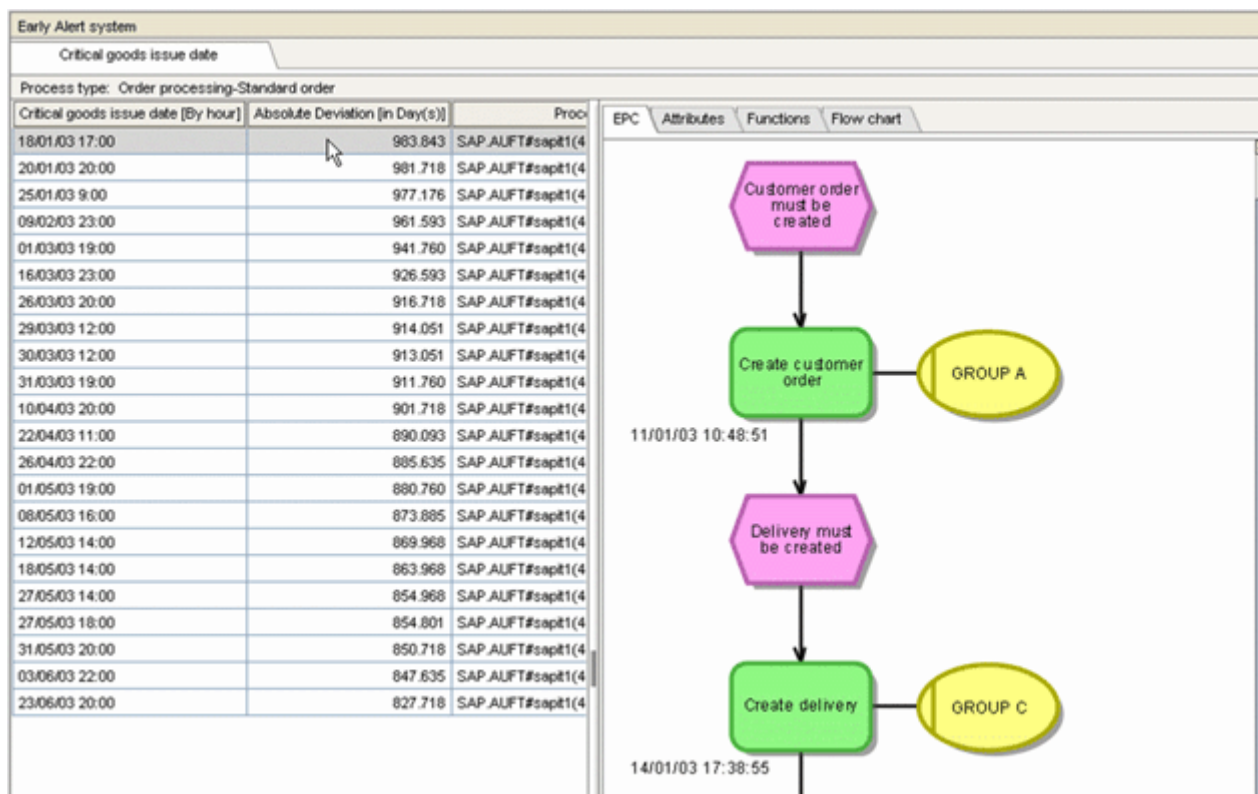 Early Alert system
Critical goods issue date
Process type: Order processing-Standard order
Critical goods issue date [By hour] Absolute Deviation [in Day(s)] Proc
18/01/03 17:00 983.843 SAP.AUFT#sapit1(4
20/01/03 20:00 981.718 SAP.AUFT#sapit1(4
25/01/03 9:00 977.176 SAP.AUFT#sapit1(4
09/02/03 23:00 961.593 SAP.AUFT#sapit1(4
01/03/03 19:00 941.760 SAP.AUFT#sapit1(4
16/03/03 23:00 926.593 SAP.AUFT#sapit1(4
26/03/03 20:00 916.718 SAP.AUFT#sapit1(4
29/03/03 12:00 914.051 SAP.AUFT#sapit1(4
30/03/03 12:00 913.051 SAP.AUFT#sapit1(4
31/03/03 19:00 911.760 SAP.AUFT#sapit1(4
10/04/03 20:00 901.718 SAP.AUFT#sapit1(4
22/04/03 11:00 890.093 SAP.AUFT#sapit1(4
26/04/03 22:00 885.635 SAP.AUFT#sapit1(4
01/05/03 19:00 880.760 SAP.AUFT#sapit1(4
08/05/03 16:00 873.885 SAP.AUFT#sapit1(4
12/05/03 14:00 869.968 SAP.AUFT#sapit1(4
18/05/03 14:00 863.968 SAP.AUFT#sapit1(4
27/05/03 14:00 854.968 SAP.AUFT#sapit1(4
27/05/03 18:00 854.801 SAP.AUFT#sapit1(4
31/05/03 20:00 850.718 SAP.AUFT#sapit1(4
03/06/03 22:00 847.635 SAP.AUFT#sapit1(4
23/06/03 20:00 827.718 SAP.AUFT#sapit1(4
EPC Attributes Functions Flow chart
Customer order
must be
created
Create customer
order
GROUP A
11/01/03 10:48:51
Delivery must
be created
Create delivery
GROUP C
14/01/03 17:38:55